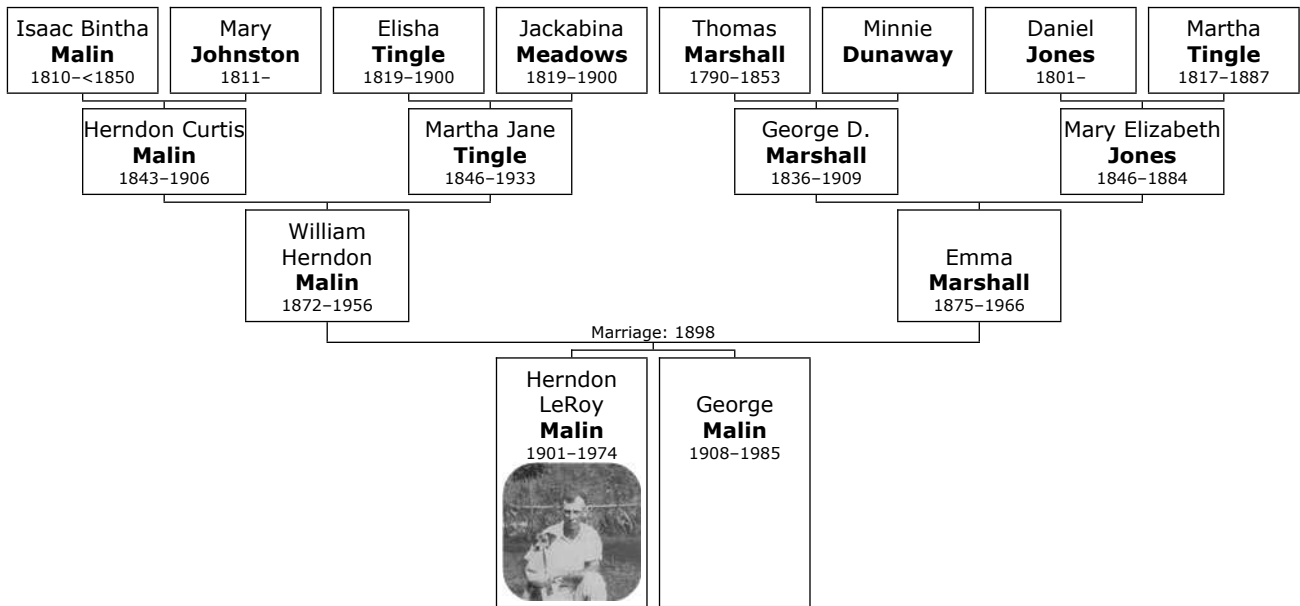 Isaac Bintha
Malin
1810–<1850
Mary
Johnston
1811–
Elisha
Tingle
1819–1900
Jackabina
Meadows
1819–1900
Thomas
Marshall
1790–1853
Minnie
Dunaway
Daniel
Jones
1801–
Martha
Tingle
1817–1887
Herndon Curtis
Malin
1843–1906
Martha Jane
Tingle
1846–1933
George D.
Marshall
1836–1909
Mary Elizabeth
Jones
1846–1884
William
Herndon
Malin
1872–1956
Emma
Marshall
1875–1966
Marriage: 1898
Herndon
LeRoy
Malin
1901–1974
George
Malin
1908–1985